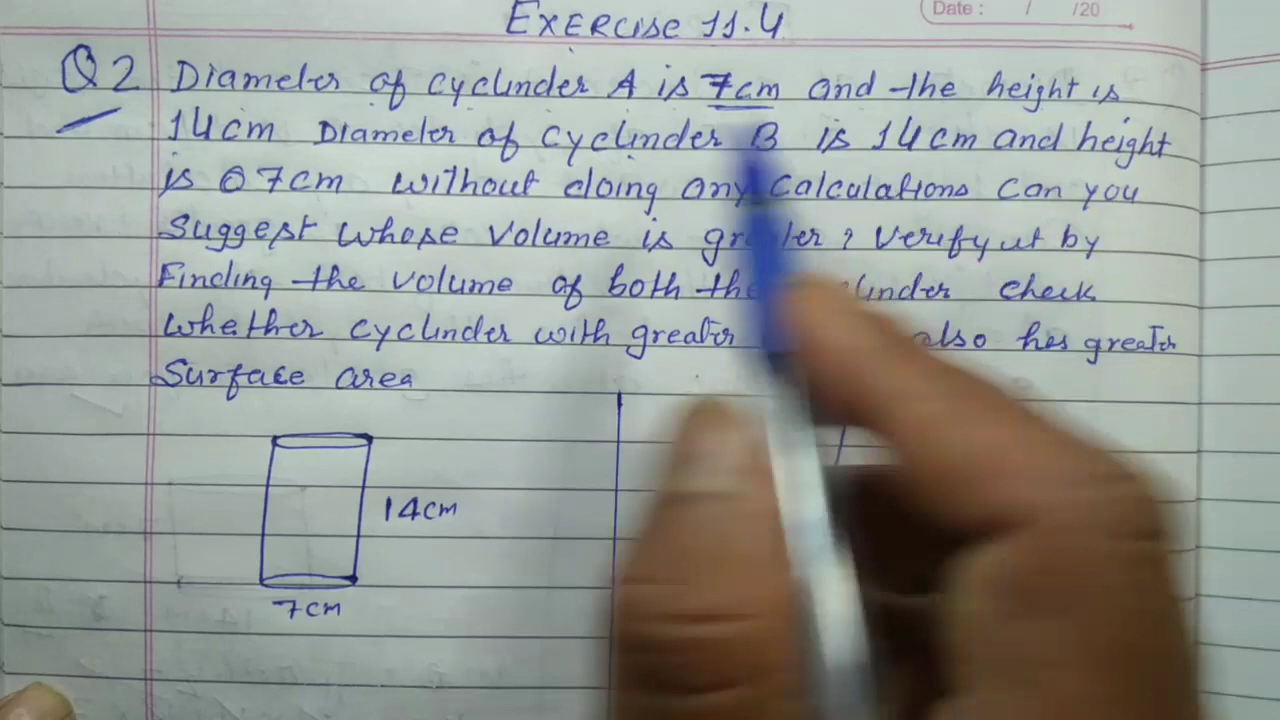 EXERCISE 11.4
Date : / /20
Q2 Diameter of cyclinder A is 7cm and the height is
14cm Diameter of cyclinder B is 14cm and height
is 07cm without doing any calculations can you
Suggest whose volume is ? verify it by
Finding the volume of both check
whether cyclinder with greater also hes greater
Surface area
14cm
7cm